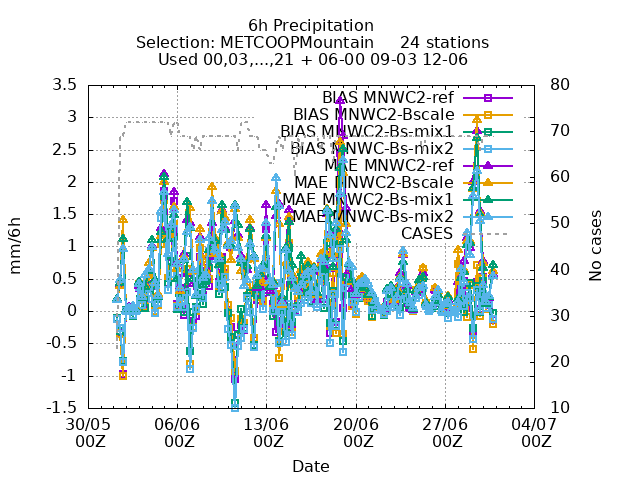 6h Precipitation
Selection: METCOOPMountain 24 stations
Used 00,03,...,21 + 06-00 09-03 12-06
3.5
3
2.5
2
1.5
1
0.5
0
-0.5
-1
-1.5
mm/6h
80
70
60
50
40
30
20
10
No cases
BIAS MNWC2-ref
BIAS MNWC2-Bscale
BIAS MNWC2-Bs-mix1
BIAS MNWC-Bs-mix2
MAE MNWC2-ref
MAE MNWC2-Bscale
MAE MNWC2-Bs-mix1
MAE MNWC-Bs-mix2
CASES
30/05 06/06 13/06 20/06 27/06 04/07
00Z 00Z 00Z 00Z 00Z 00Z
Date